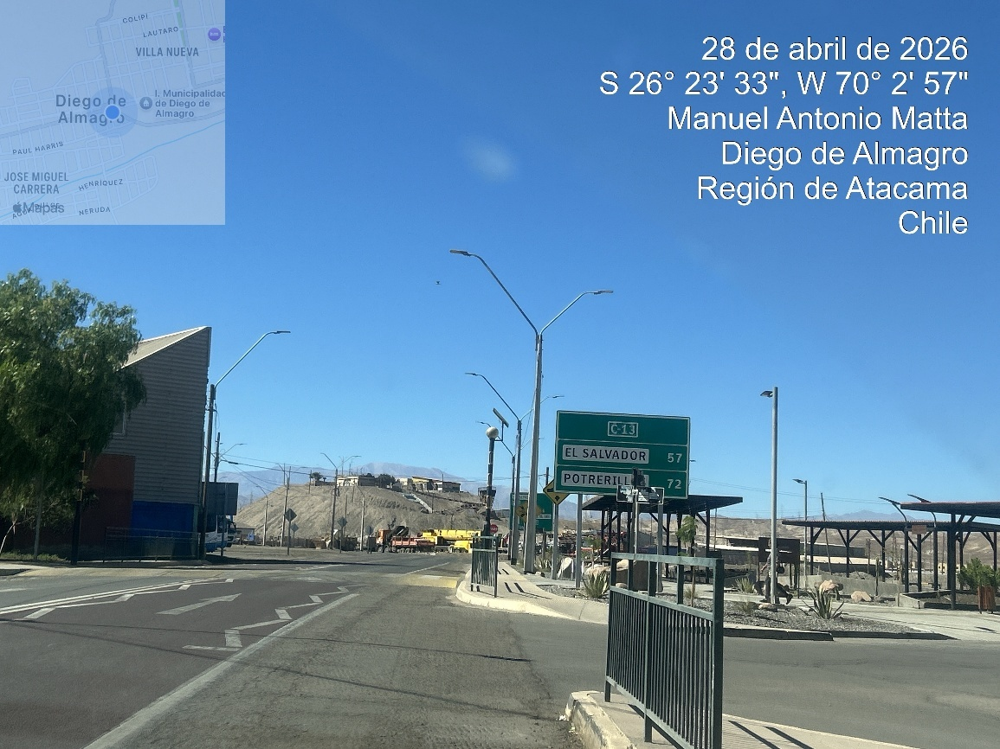 COLIPI
LAUTARO
VILLA NUEVA
Diego de
Almagro
I. Municipalidad
de Diego de
Almagro
PAUL HARRIS
JOSE MIGUEL
CARRERA
HENRIQUEZ
NERUDA
Mapas
28 de abril de 2026
S 26° 23' 33", W 70° 2' 57"
Manuel Antonio Matta
Diego de Almagro
Región de Atacama
Chile
C-13
EL SALVADOR 57
POTRERILL 72